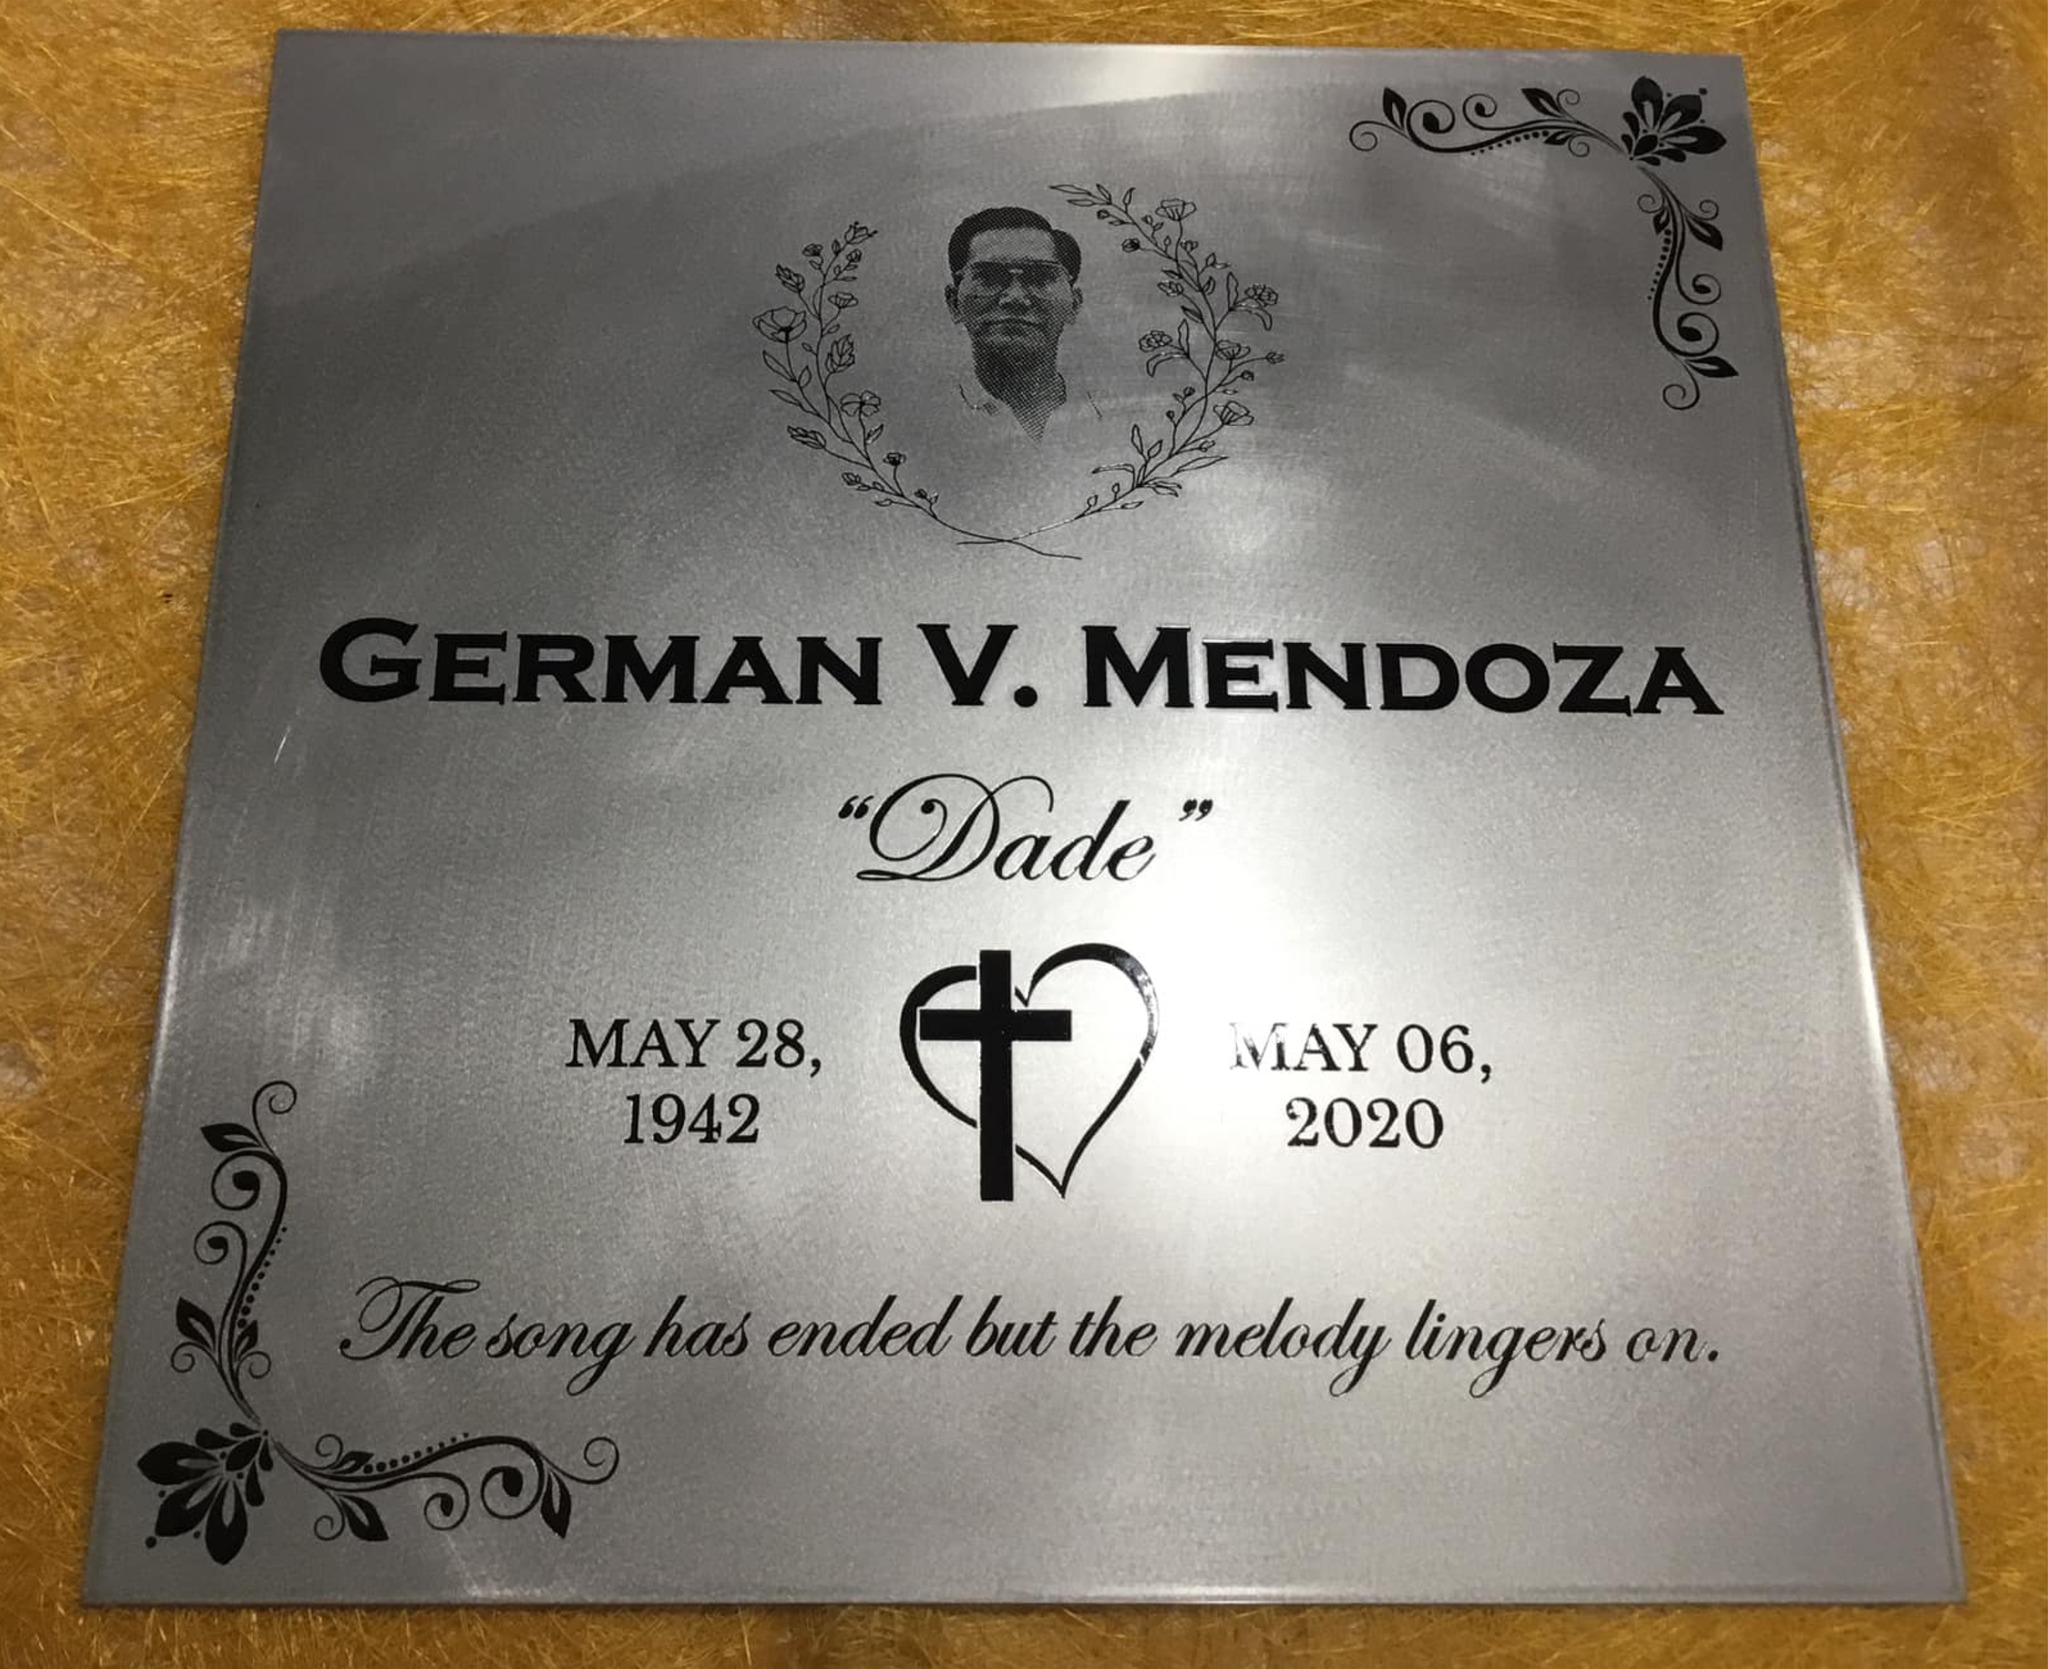 GERMAN V. MENDOZA
“Dade”
MAY 28,
1942
MAY 06,
2020
The song has ended but the melody lingers on.